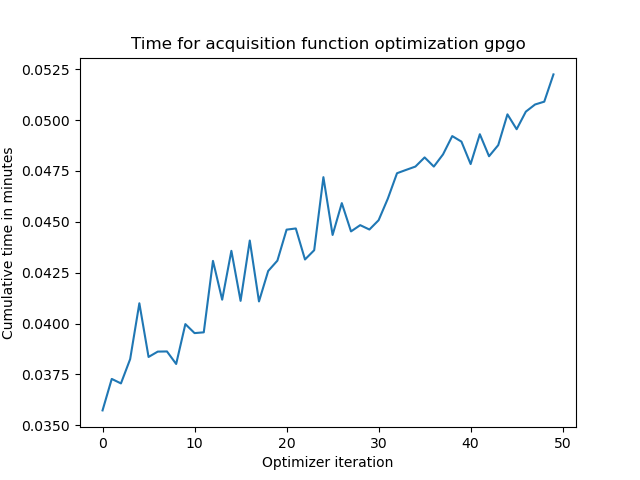 Time for acquisition function optimization gpgo
0.0525
0.0500
0.0475
0.0450
0.0425
0.0400
0.0375
0.0350
Cumulative time in minutes
0 10 20 30 40 50
Optimizer iteration